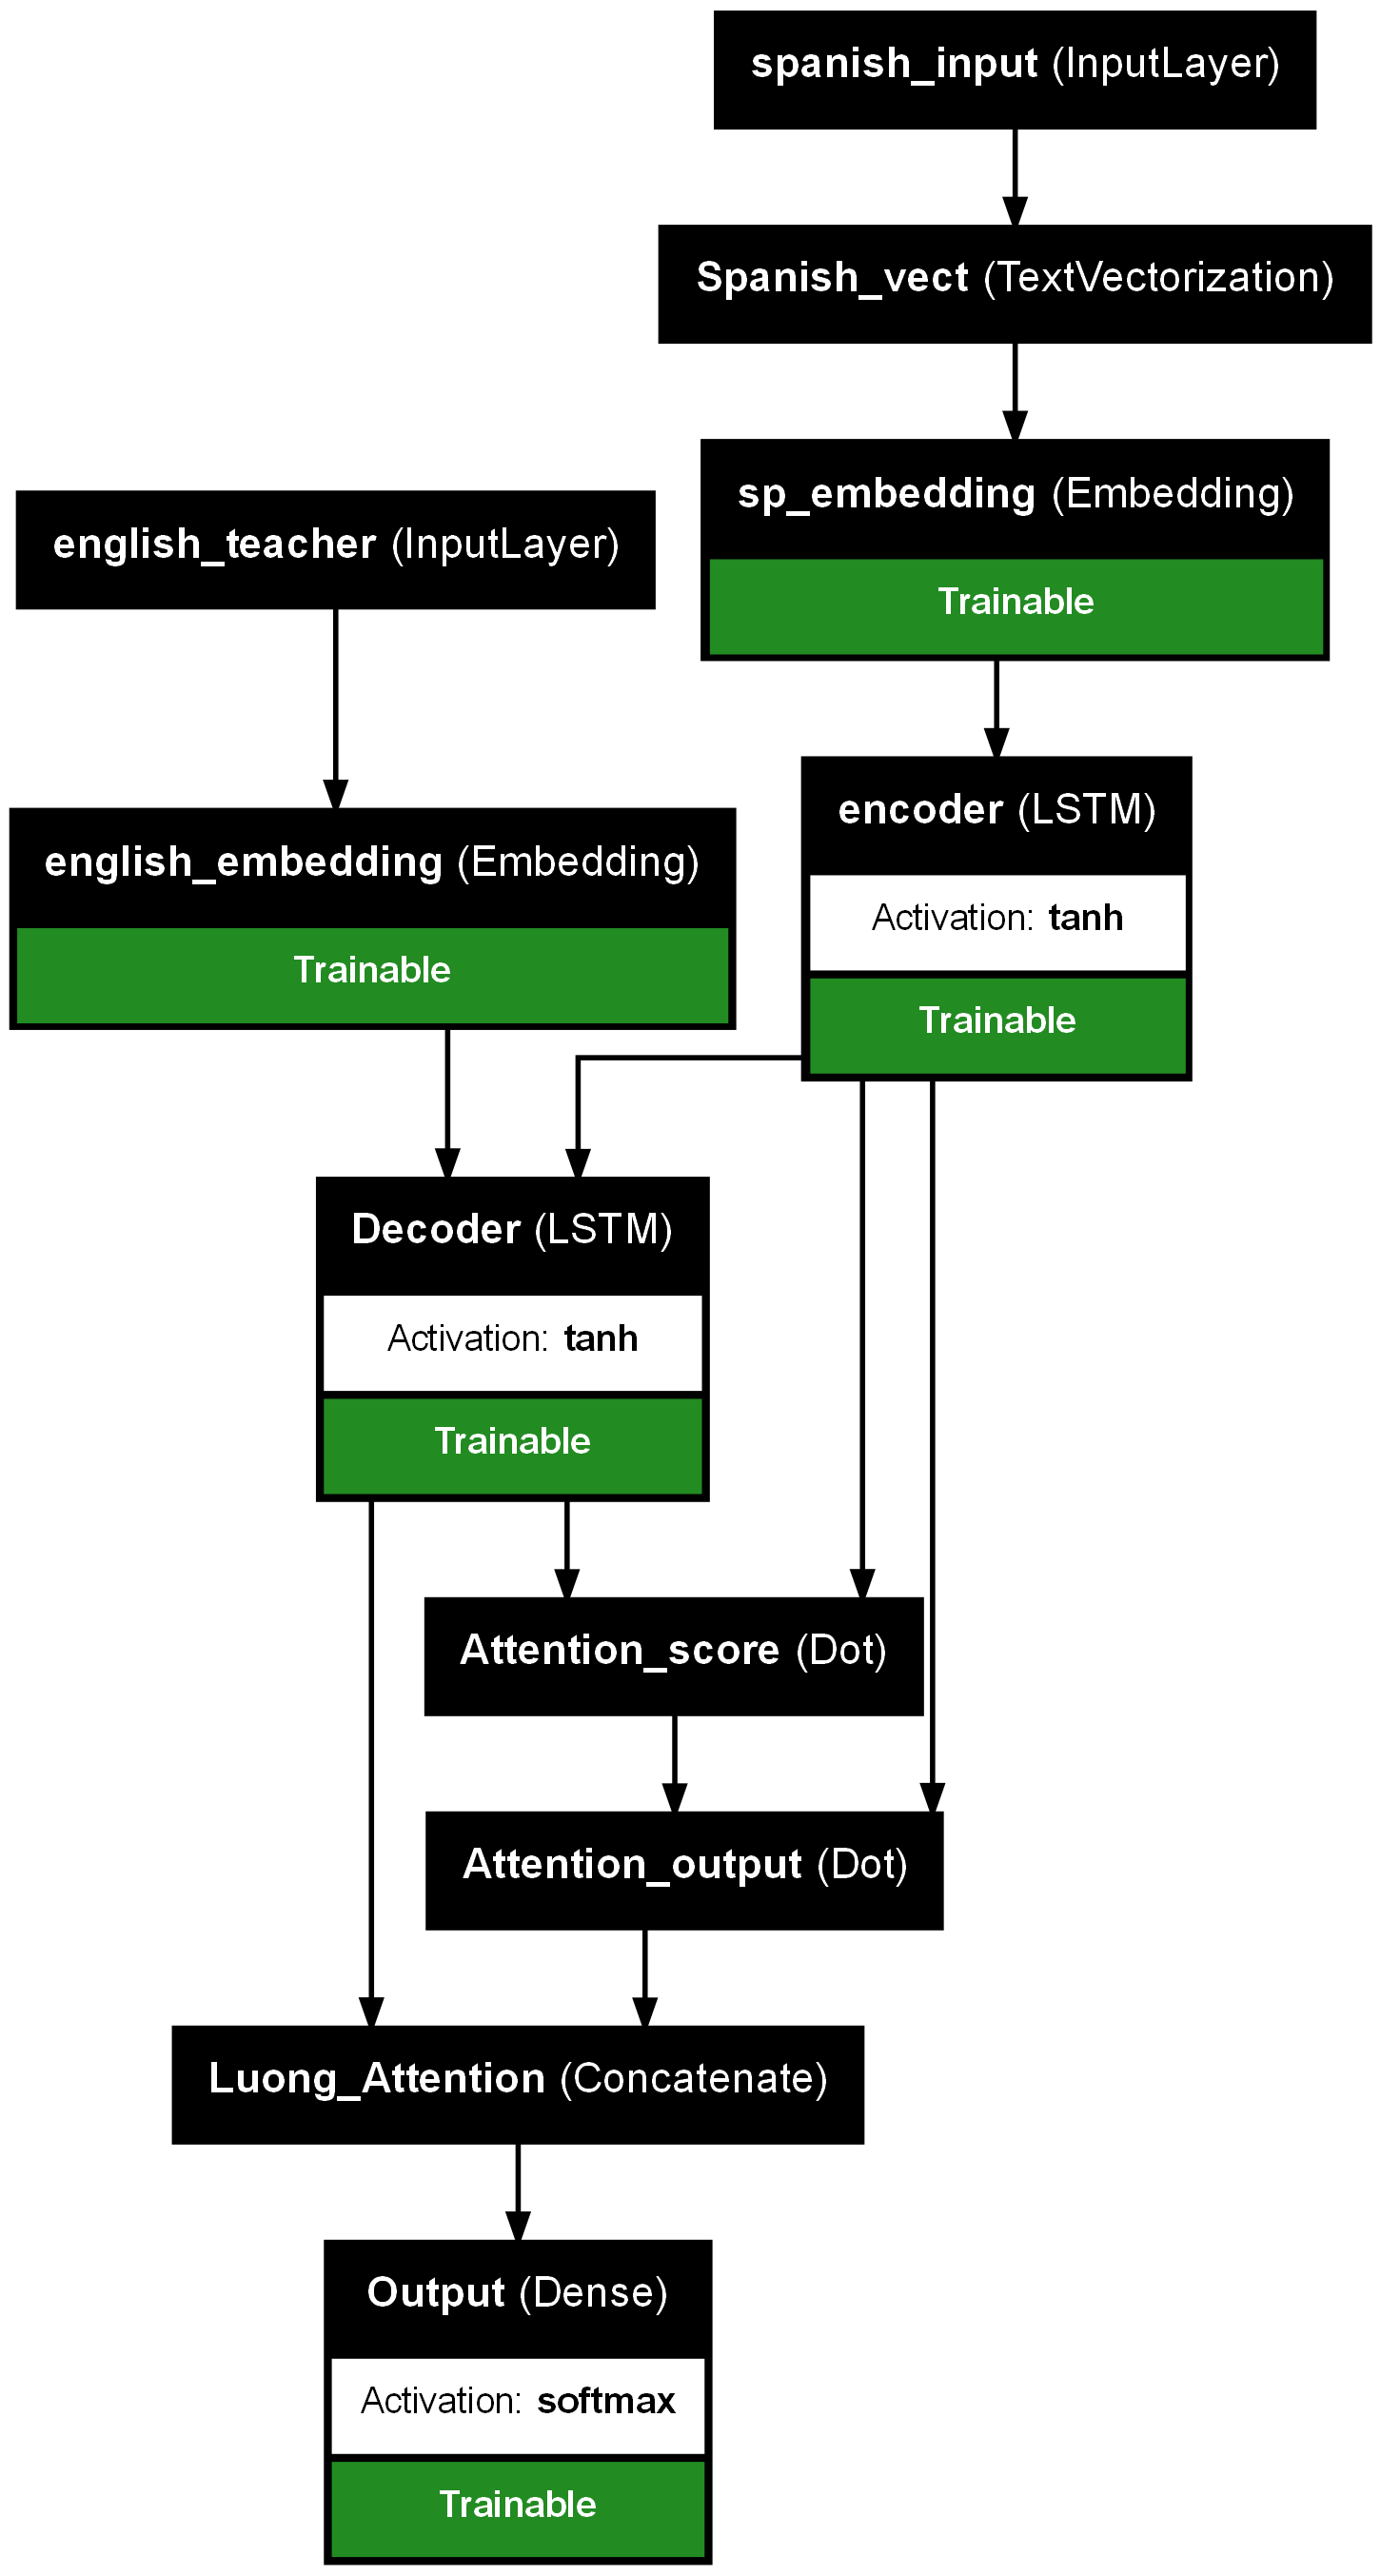 spanish_input (InputLayer)
Spanish_vect (TextVectorization)
sp_embedding (Embedding)
Trainable
english_teacher (InputLayer)
english_embedding (Embedding)
Trainable
encoder (LSTM)
Activation: tanh
Trainable
Decoder (LSTM)
Activation: tanh
Trainable
Attention_score (Dot)
Attention_output (Dot)
Luong_Attention (Concatenate)
Output (Dense)
Activation: softmax
Trainable